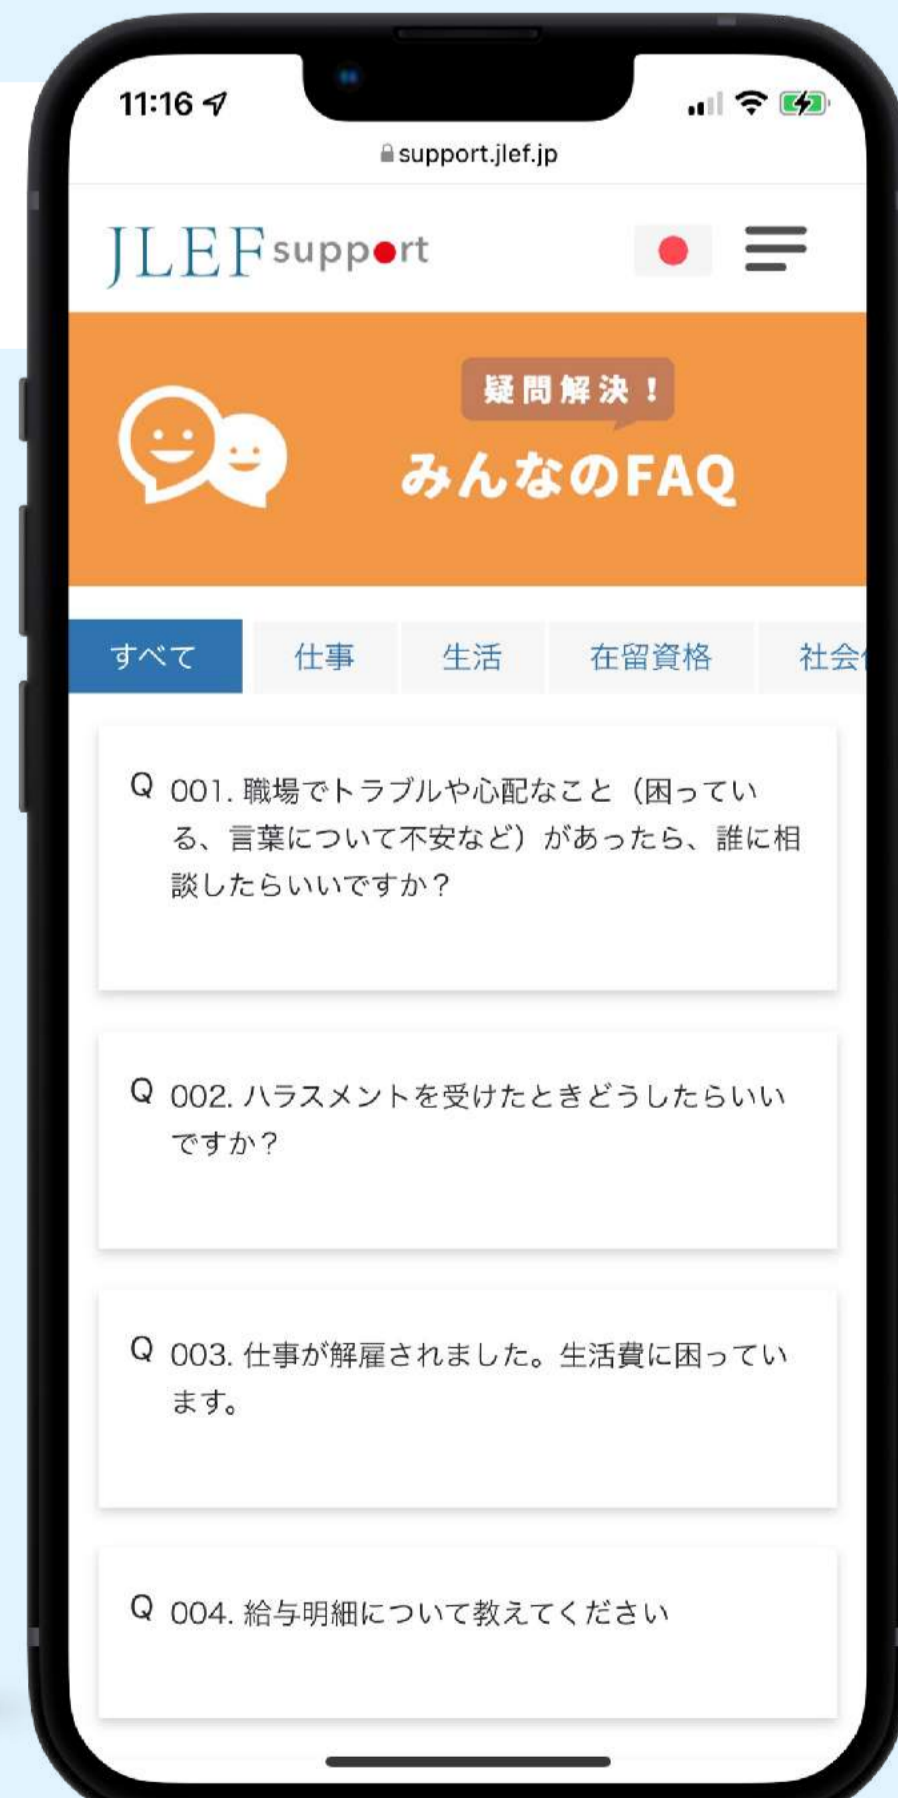 11:16
support.jlef.jp
JLEF support
疑問解決！
みんなのFAQ
すべて 仕事 生活 在留資格 社会
Q 001. 職場でトラブルや心配なこと（困ってい
る、言葉について不安など）があったら、誰に相
談したらいいですか？
Q 002. ハラスメントを受けたときどうしたらいい
ですか？
Q 003. 仕事が解雇されました。生活費に困ってい
ます。
Q 004. 給与明細について教えてください